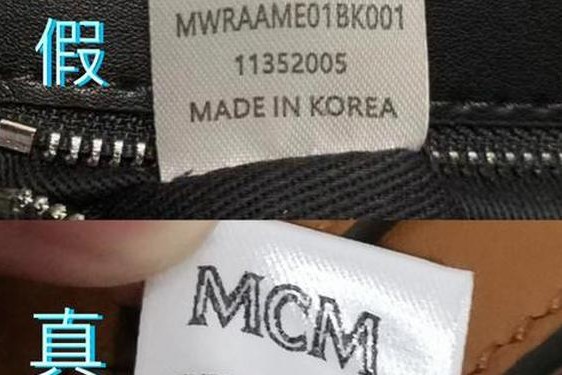 假
MWRAAME01BK001
11352005
MADE IN KOREA
真
MCM